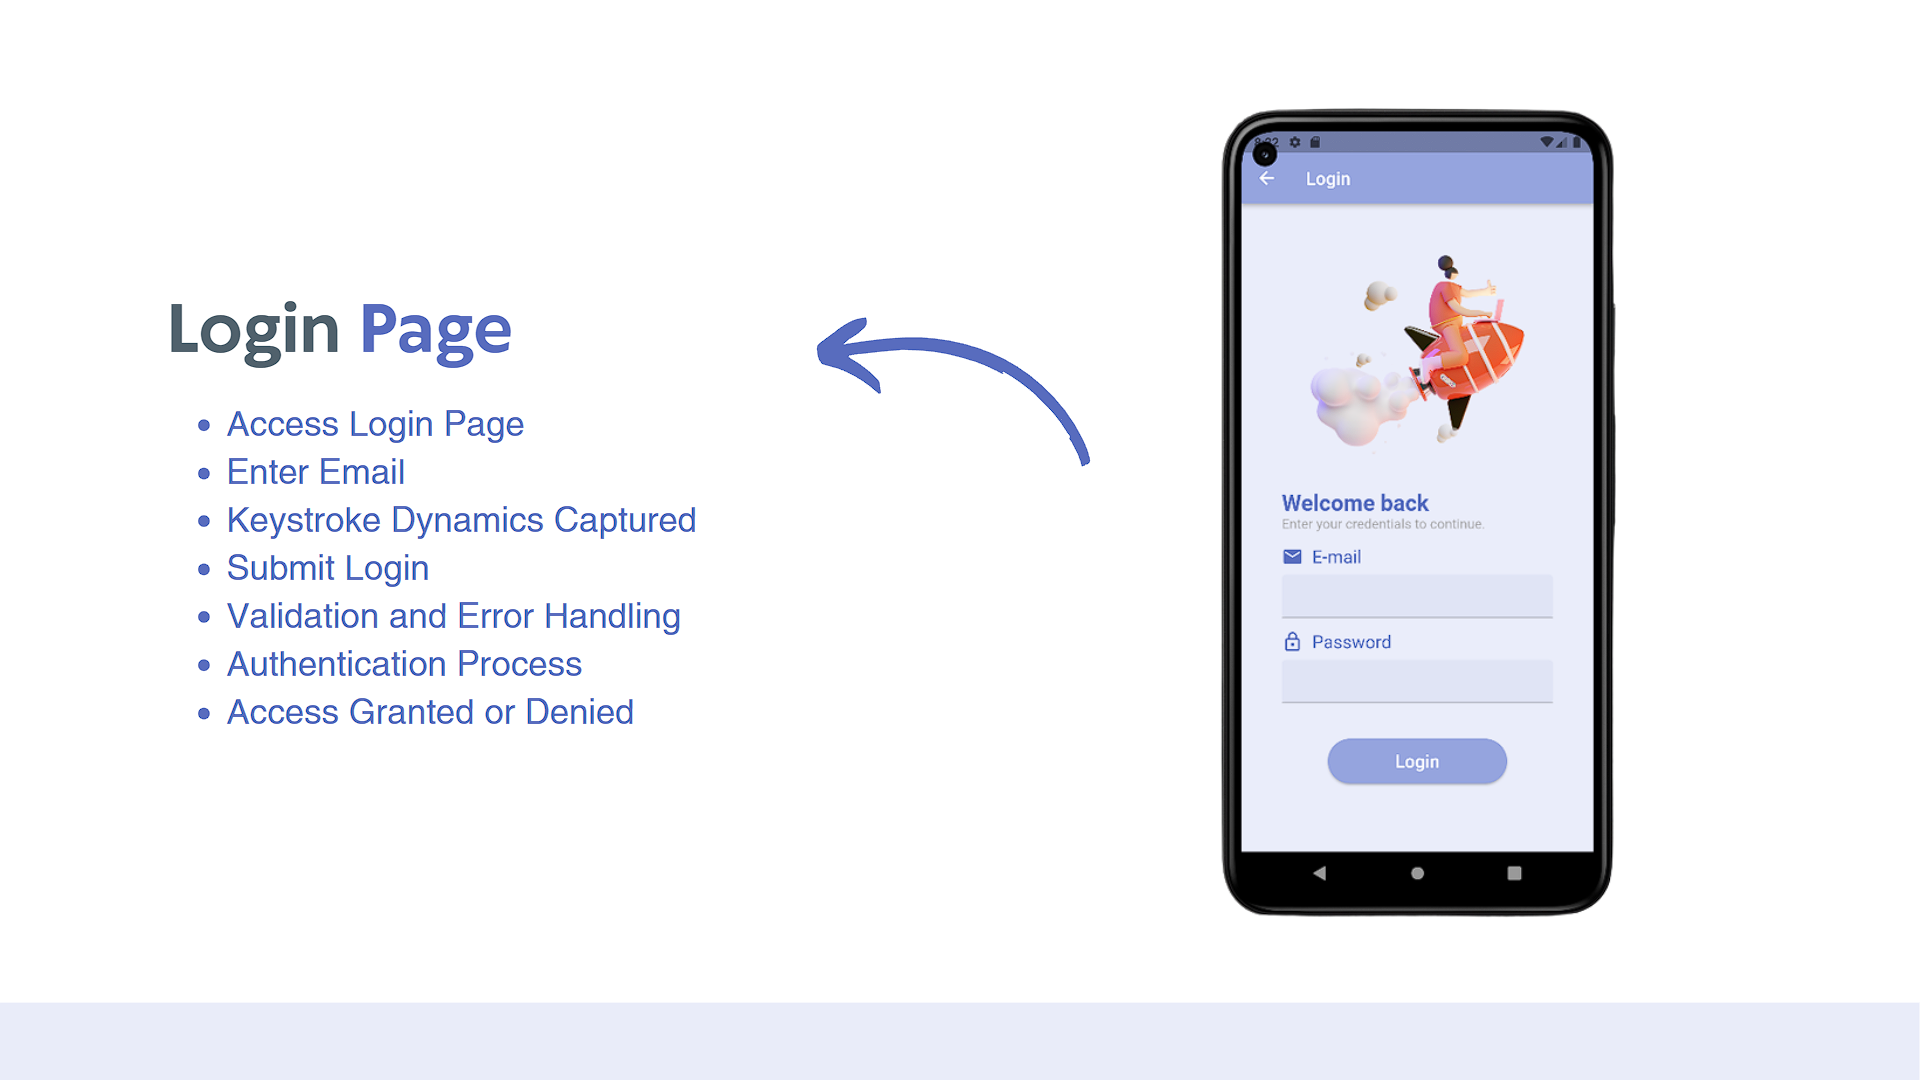 Login Page
Access Login Page
Enter Email
Keystroke Dynamics Captured
Submit Login
Validation and Error Handling
Authentication Process
Access Granted or Denied
Login
Welcome back
Enter your credentials to continue.
E-mail
Password
Login